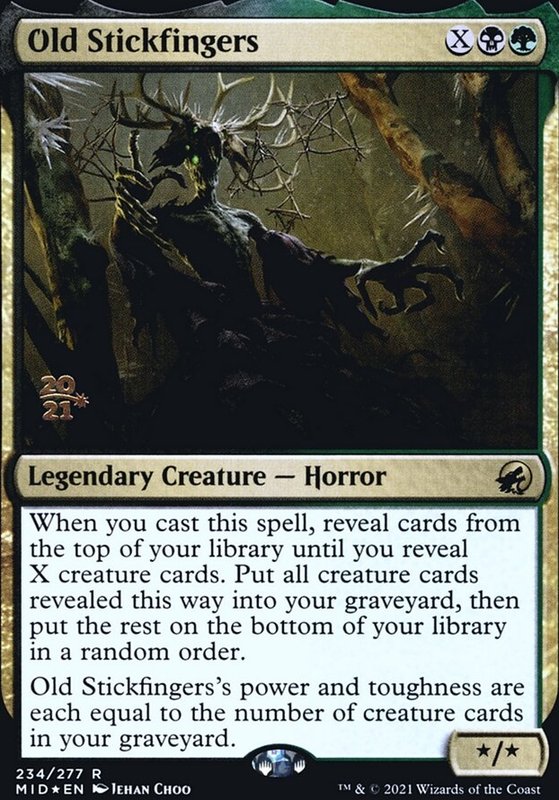 Old Stickfingers X
20
21
Legendary Creature — Horror
When you cast this spell, reveal cards from
the top of your library until you reveal
X creature cards. Put all creature cards
revealed this way into your graveyard, then
put the rest on the bottom of your library
in a random order.
Old Stickfingers's power and toughness are
each equal to the number of creature cards
in your graveyard.
★/★
234/277 R
MID★EN Jehan Choo ™ & © 2021 Wizards of the Coast